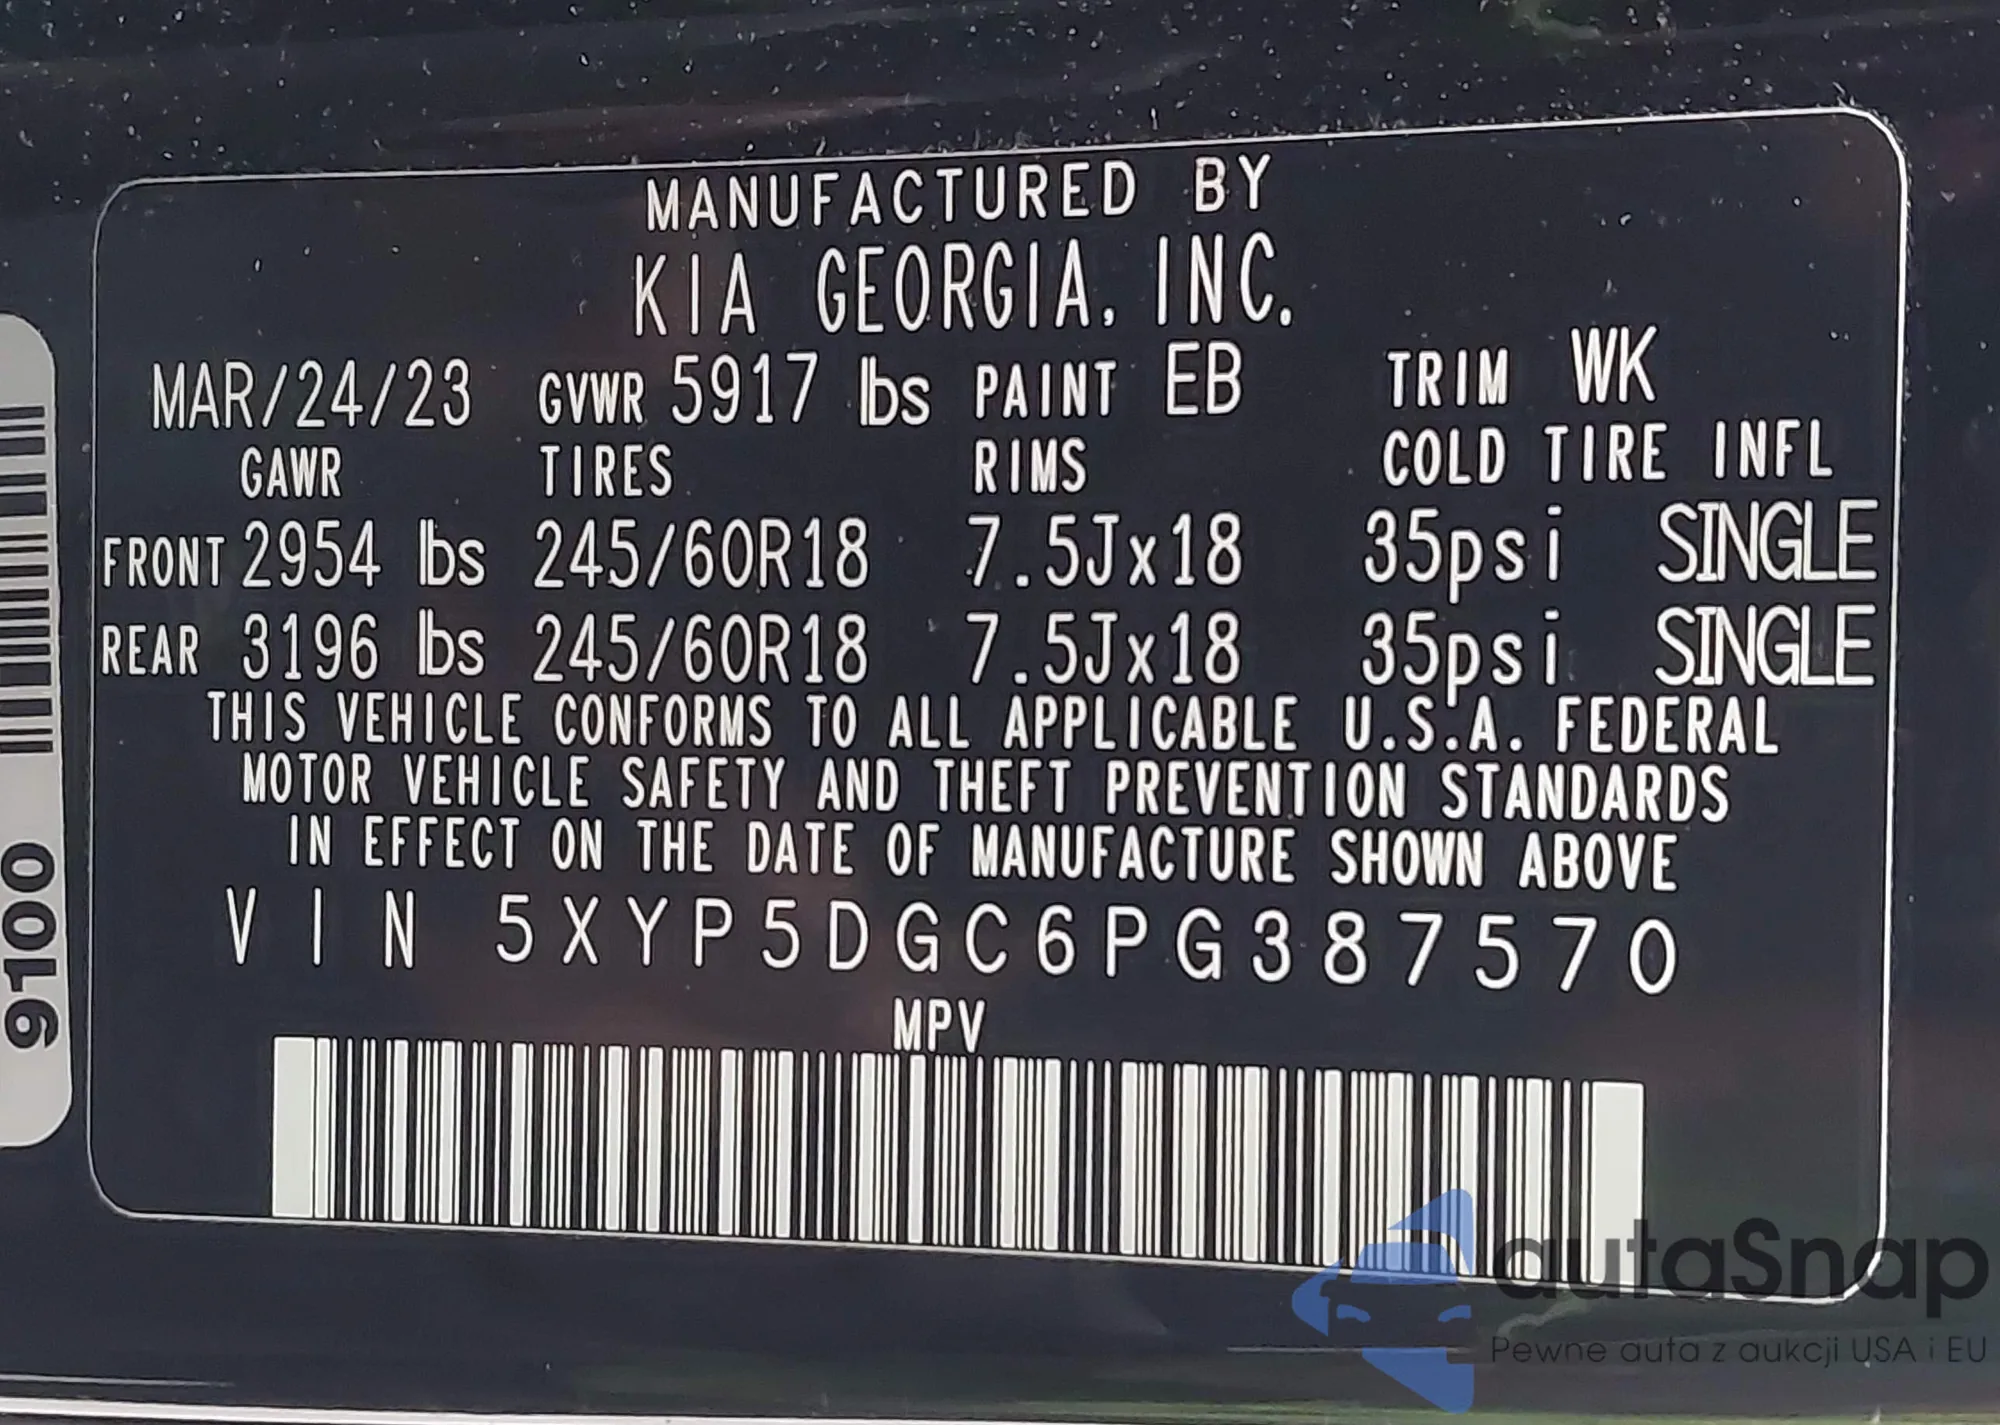 MANUFACTURED BY
KIA GEORGIA, INC.
MAR/24/23 GVWR 5917 lbs PAINT EB TRIM WK
GAWR TIRES RIMS COLD TIRE INFL
FRONT 2954 lbs 245/60R18 7.5Jx18 35psi SINGLE
REAR 3196 lbs 245/60R18 7.5Jx18 35psi SINGLE
THIS VEHICLE CONFORMS TO ALL APPLICABLE U.S.A. FEDERAL
MOTOR VEHICLE SAFETY AND THEFT PREVENTION STANDARDS
IN EFFECT ON THE DATE OF MANUFACTURE SHOWN ABOVE
VIN 5XYP5DGC6PG387570
MPV
9100
autaSnap
Pewne auta z aukcji USA i EU